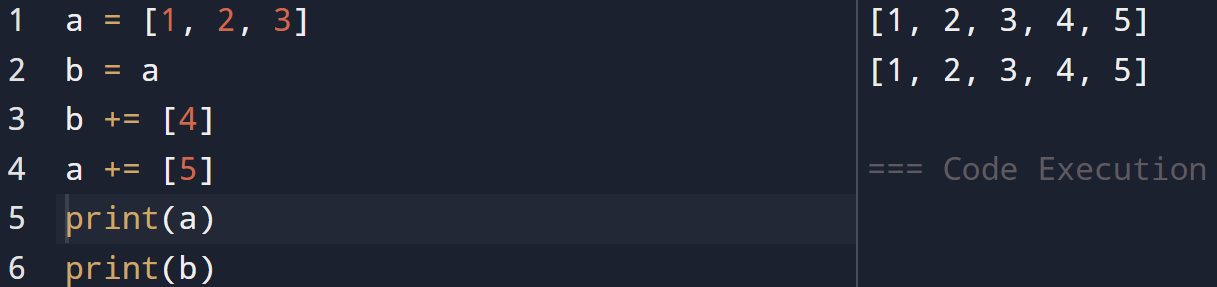 1 a = [1, 2, 3]
2 b = a
3 b += [4]
4 a += [5]
5 print(a)
6 print(b)
[1, 2, 3, 4, 5]
[1, 2, 3, 4, 5]
=== Code Execution